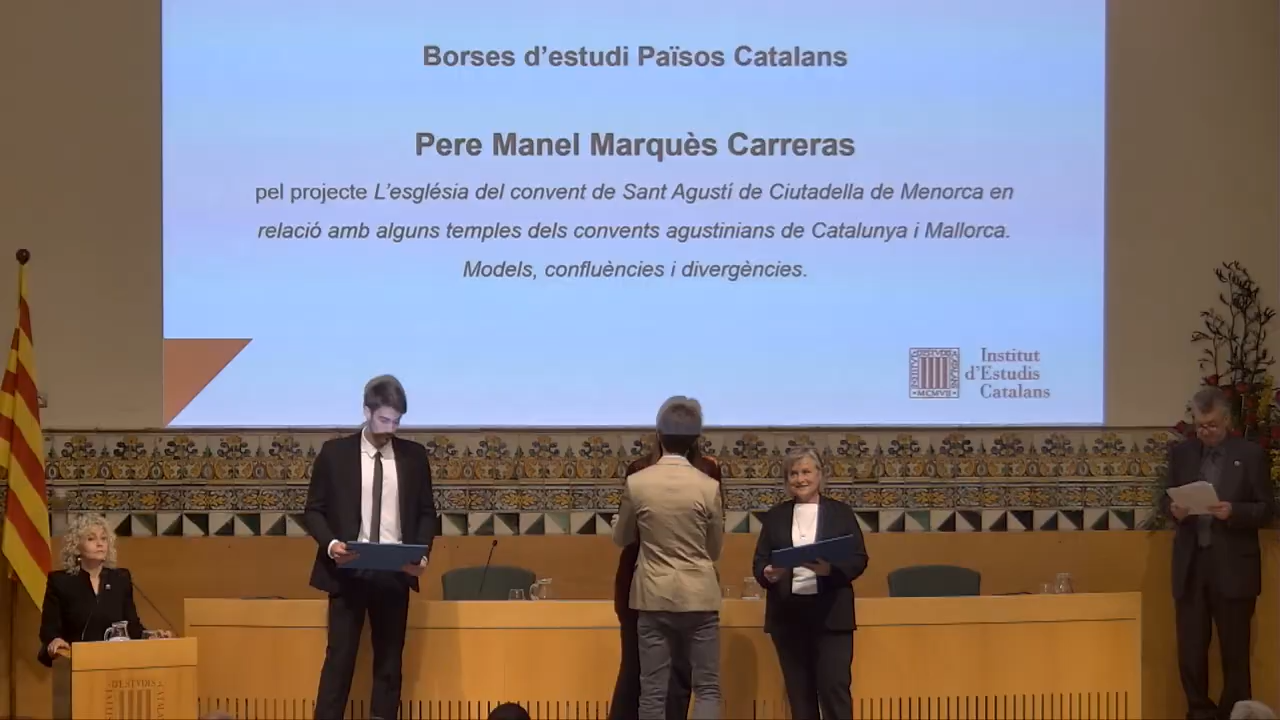 Borses d'estudi Països Catalans
Pere Manel Marquès Carreras
pel projecte L'església del convent de Sant Agustí de Ciutadella de Menorca en
relació amb alguns temples dels convents agustinians de Catalunya i Mallorca.
Models, confluències i divergències.
Institut
d'Estudis
Catalans